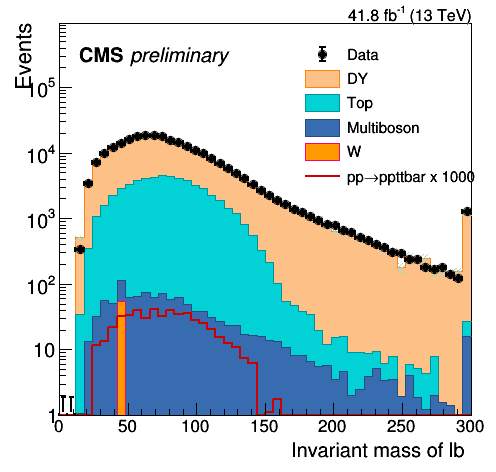 41.8 fb⁻¹ (13 TeV)
Events
CMS preliminary
Data
DY
Top
Multiboson
W
pp→ppttbar x 1000
10⁵
10⁴
10³
10²
10
1
0 50 100 150 200 250 300
Invariant mass of lb